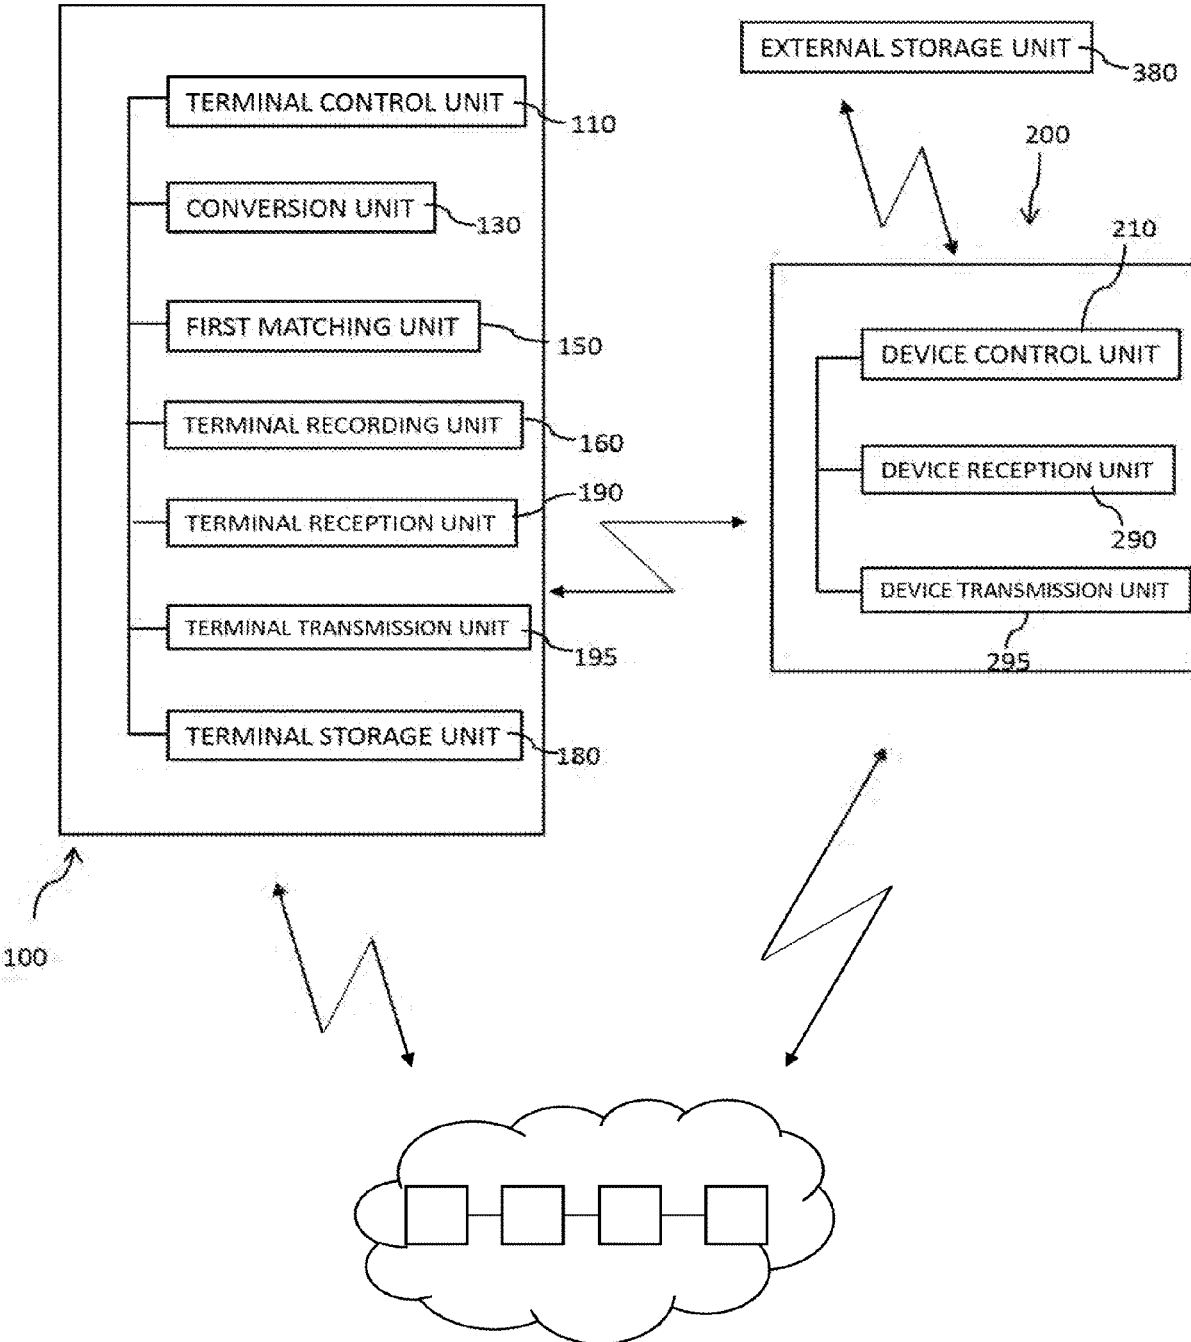 TERMINAL CONTROL UNIT
110
CONVERSION UNIT
130
FIRST MATCHING UNIT
150
TERMINAL RECORDING UNIT
160
TERMINAL RECEPTION UNIT
190
TERMINAL TRANSMISSION UNIT
195
TERMINAL STORAGE UNIT
180
100
EXTERNAL STORAGE UNIT
380
200
210
DEVICE CONTROL UNIT
DEVICE RECEPTION UNIT
290
DEVICE TRANSMISSION UNIT
295